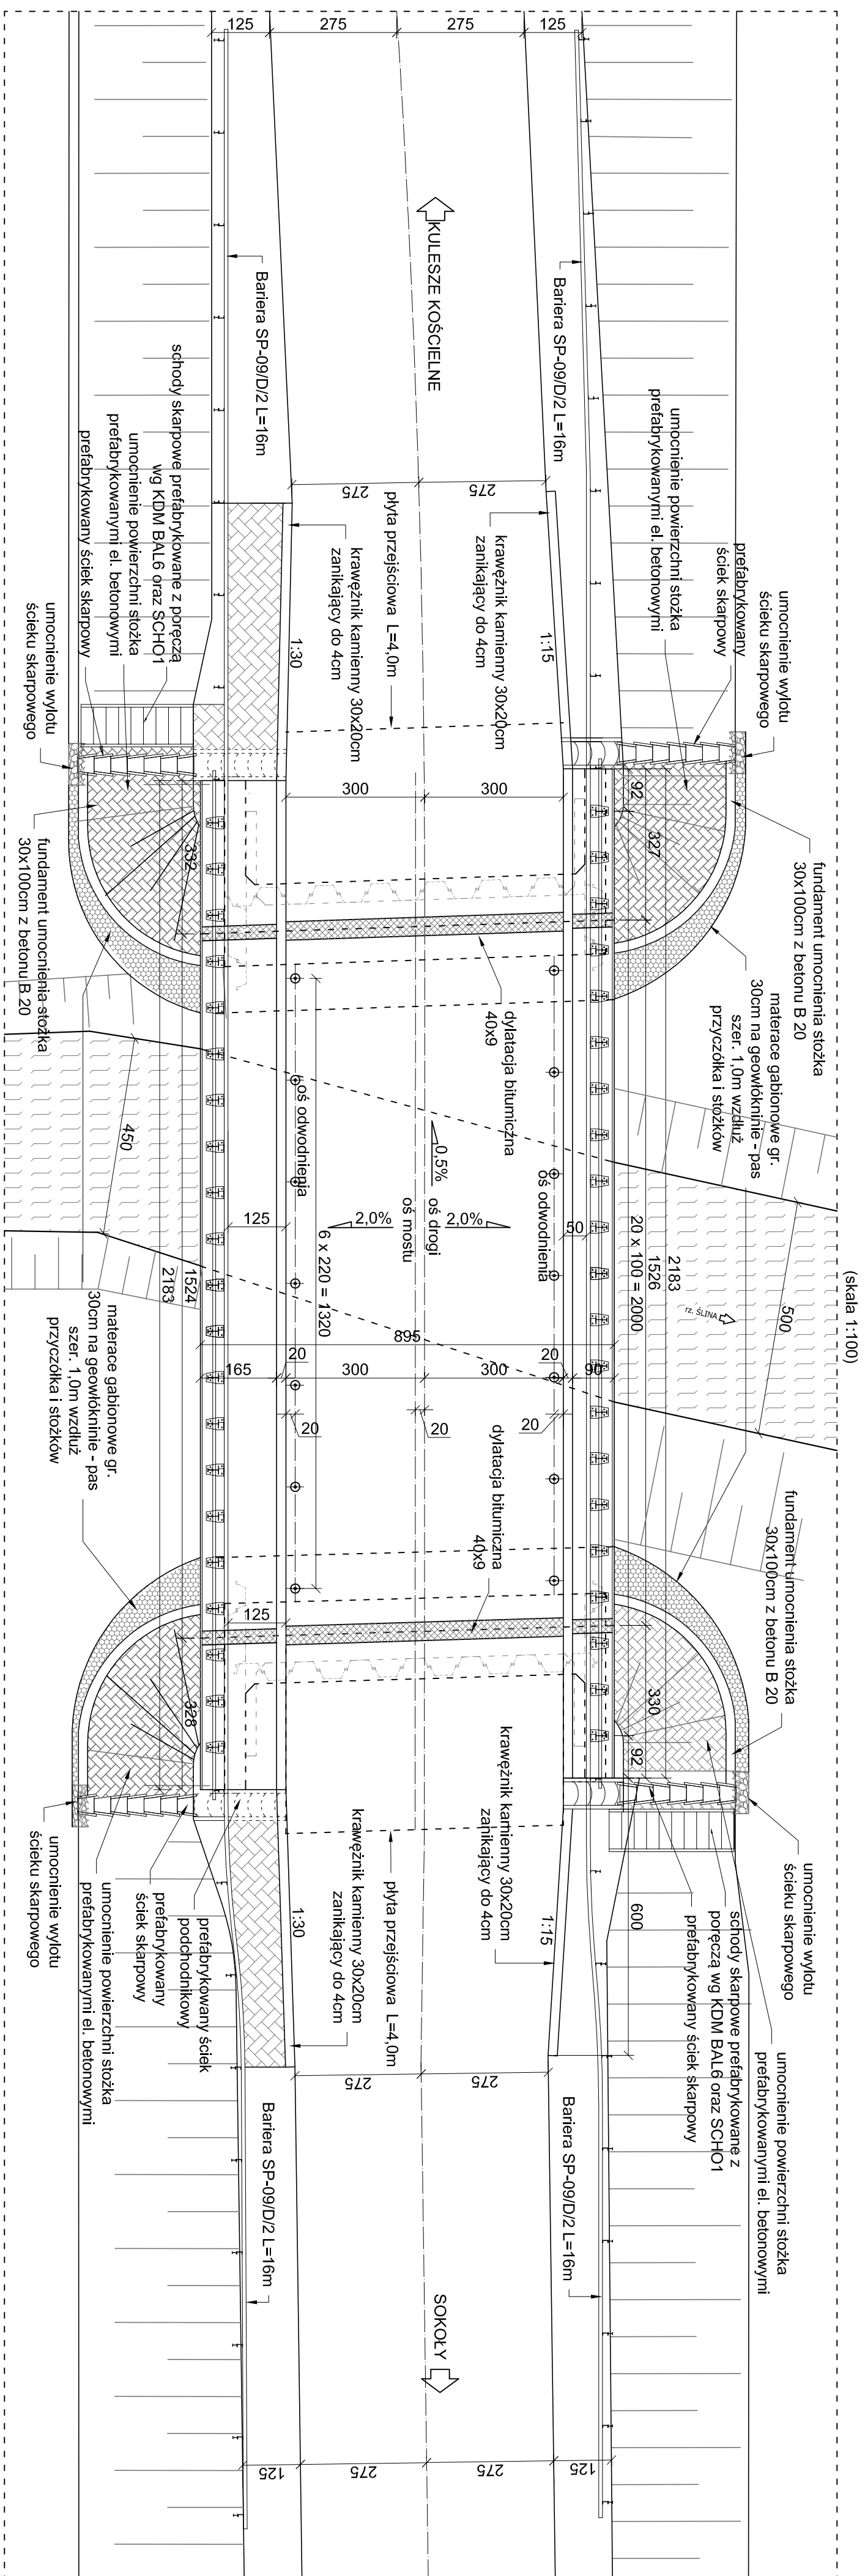 (skala 1:100)
125
275
275
125
KULESZE KOŚCIELNE
Bariera SP-09/D/2 L=16m
Bariera SP-09/D/2 L=16m
umocnienie powierzchni stożka
prefabrykowanymi el. betonowymi
prefabrykowany
ściek skarpowy
umocnienie wylotu
ścieku skarpowego
schody skarpowe prefabrykowane z poręczą
wg KDM BAL6 oraz SCHO1
umocnienie powierzchni stożka
prefabrykowanymi el. betonowymi
prefabrykowany ściek skarpowy
umocnienie wylotu
ścieku skarpowego
275
275
płyta przejściowa L=4,0m
krawężnik kamienny 30x20cm
zanikający do 4cm
krawężnik kamienny 30x20cm
zanikający do 4cm
1:30
1:15
300
300
92
327
332
fundament umocnienia stożka
30x100cm z betonu B 20
fundament umocnienia stożka
30x100cm z betonu B 20
materace gabionowe gr.
30cm na geowłókninie - pas
szer. 1,0m wzdłuż
przyczółka i stożków
dylatacja bitumiczna
40x9
oś odwodnienia
oś odwodnienia
450
0,5%
oś drogi
oś mostu
2,0%
2,0%
125
50
6 x 220 = 1320
20 x 100 = 2000
1526
2183
1524
2183
rz. ŚLINA
500
895
165
20
300
300
20
90
20
20
20
materace gabionowe gr.
30cm na geowłókninie - pas
szer. 1,0m wzdłuż
przyczółka i stożków
dylatacja bitumiczna
40x9
fundament umocnienia stożka
30x100cm z betonu B 20
125
328
330
92
krawężnik kamienny 30x20cm
zanikający do 4cm
krawężnik kamienny 30x20cm
zanikający do 4cm
płyta przejściowa L=4,0m
1:30
1:15
600
umocnienie wylotu
ścieku skarpowego
umocnienie wylotu
ścieku skarpowego
umocnienie powierzchni stożka
prefabrykowanymi el. betonowymi
prefabrykowany
ściek skarpowy
prefabrykowany ściek
podchodnikowy
schody skarpowe prefabrykowane z
poręczą wg KDM BAL6 oraz SCHO1
prefabrykowany ściek skarpowy
umocnienie powierzchni stożka
prefabrykowanymi el. betonowymi
275
275
Bariera SP-09/D/2 L=16m
Bariera SP-09/D/2 L=16m
SOKOŁY
125
275
275
125